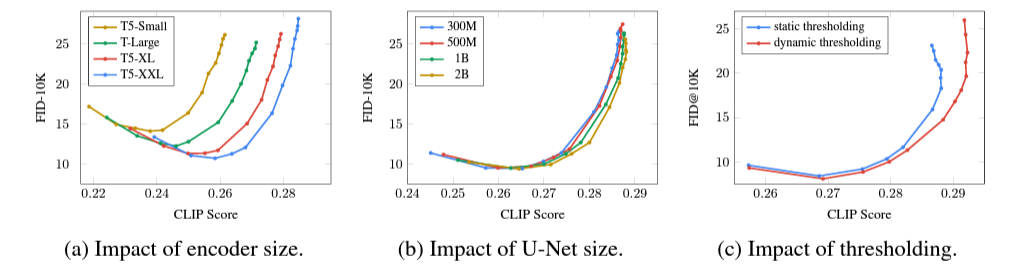 T5-Small
T-Large
T5-XL
T5-XXL
25
20
15
10
FID-10K
0.22
0.24
0.26
0.28
CLIP Score
(a) Impact of encoder size.
300M
500M
1B
2B
25
20
15
10
FID-10K
0.24
0.25
0.26
0.27
0.28
0.29
CLIP Score
(b) Impact of U-Net size.
static thresholding
dynamic thresholding
25
20
15
10
FID@10K
0.26
0.27
0.28
0.29
CLIP Score
(c) Impact of thresholding.